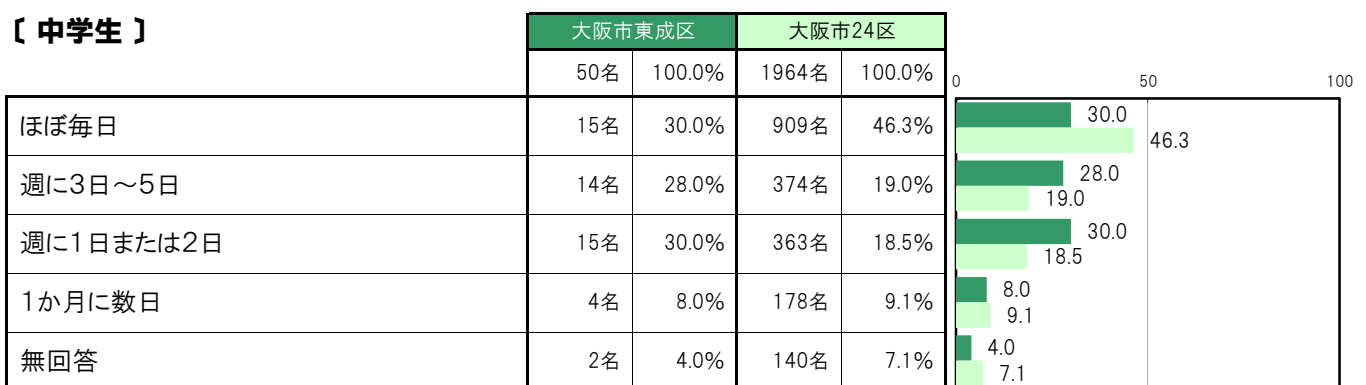 〔 中学生 〕
大阪市東成区 大阪市24区
50名 100.0% 1964名 100.0%
0 50 100
ほぼ毎日 15名 30.0% 909名 46.3%
30.0
46.3
週に3日～5日 14名 28.0% 374名 19.0%
28.0
19.0
週に1日または2日 15名 30.0% 363名 18.5%
30.0
18.5
1か月に数日 4名 8.0% 178名 9.1%
8.0
9.1
無回答 2名 4.0% 140名 7.1%
4.0
7.1